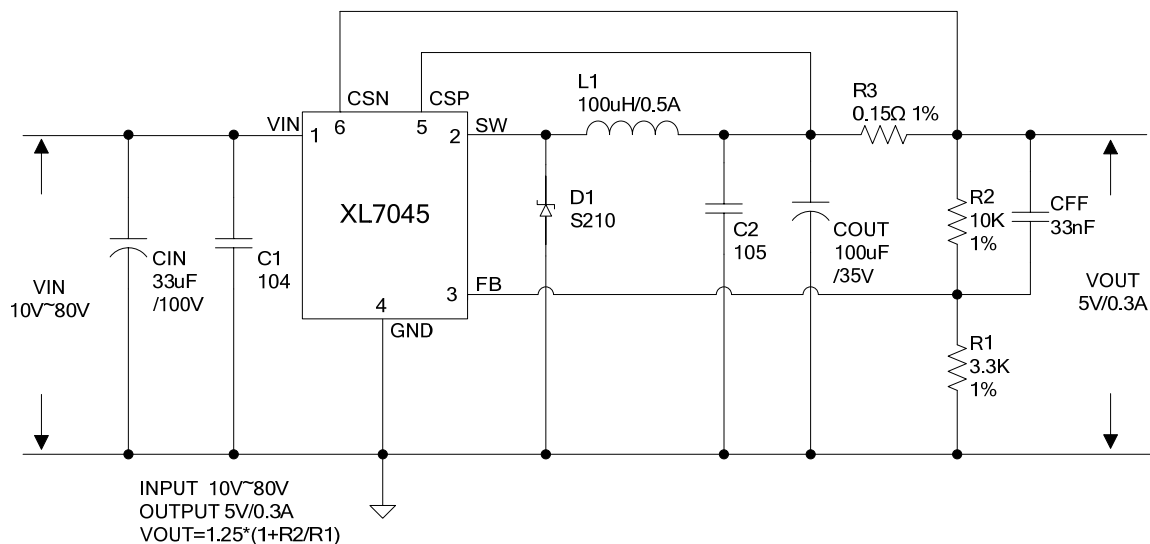 CSN
CSP
L1
100uH/0.5A
R3
0.15Ω 1%
VIN
1
6
5
2
SW
XL7045
D1
S210
R2
10K
1%
CFF
33nF
CIN
33uF
/100V
C1
104
C2
105
COUT
100uF
/35V
VIN
10V~80V
FB
3
VOUT
5V/0.3A
4
GND
R1
3.3K
1%
INPUT 10V~80V
OUTPUT 5V/0.3A
VOUT=1.25*(1+R2/R1)